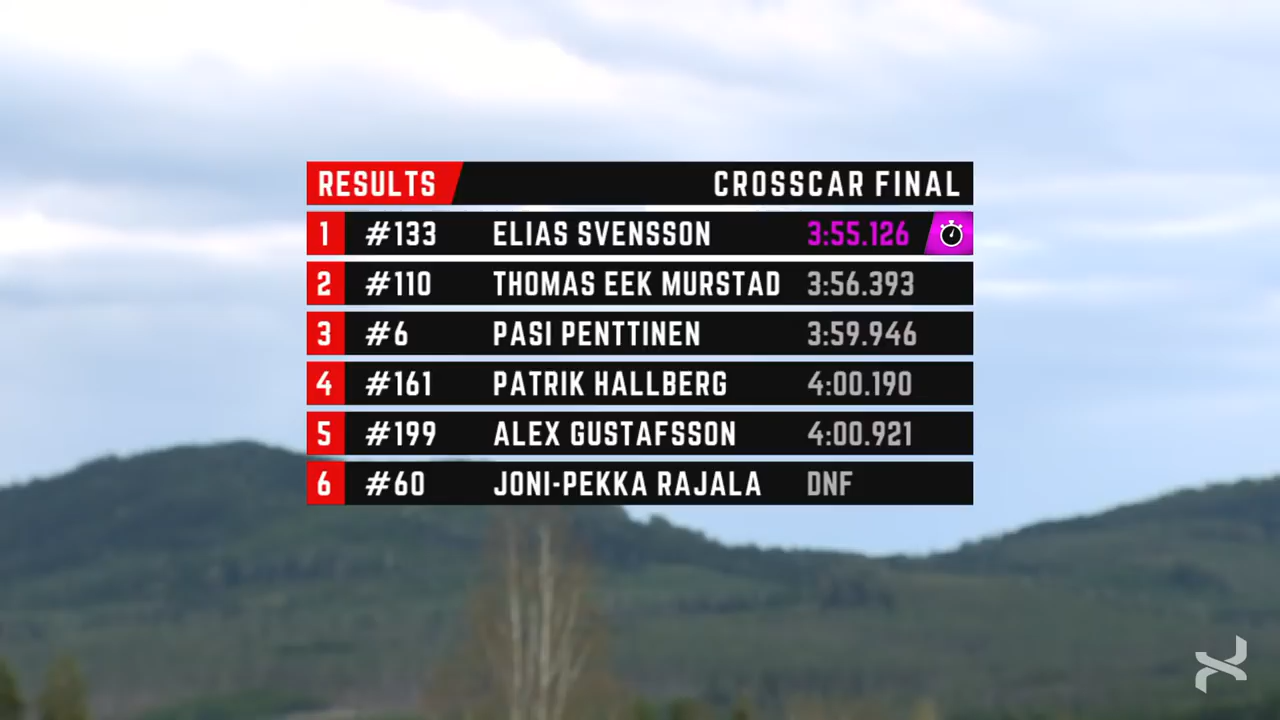 RESULTS CROSSCAR FINAL
1 #133 ELIAS SVENSSON 3:55.126
2 #110 THOMAS EEK MURSTAD 3:56.393
3 #6 PASI PENTTINEN 3:59.946
4 #161 PATRIK HALLBERG 4:00.190
5 #199 ALEX GUSTAFSSON 4:00.921
6 #60 JONI-PEKKA RAJALA DNF